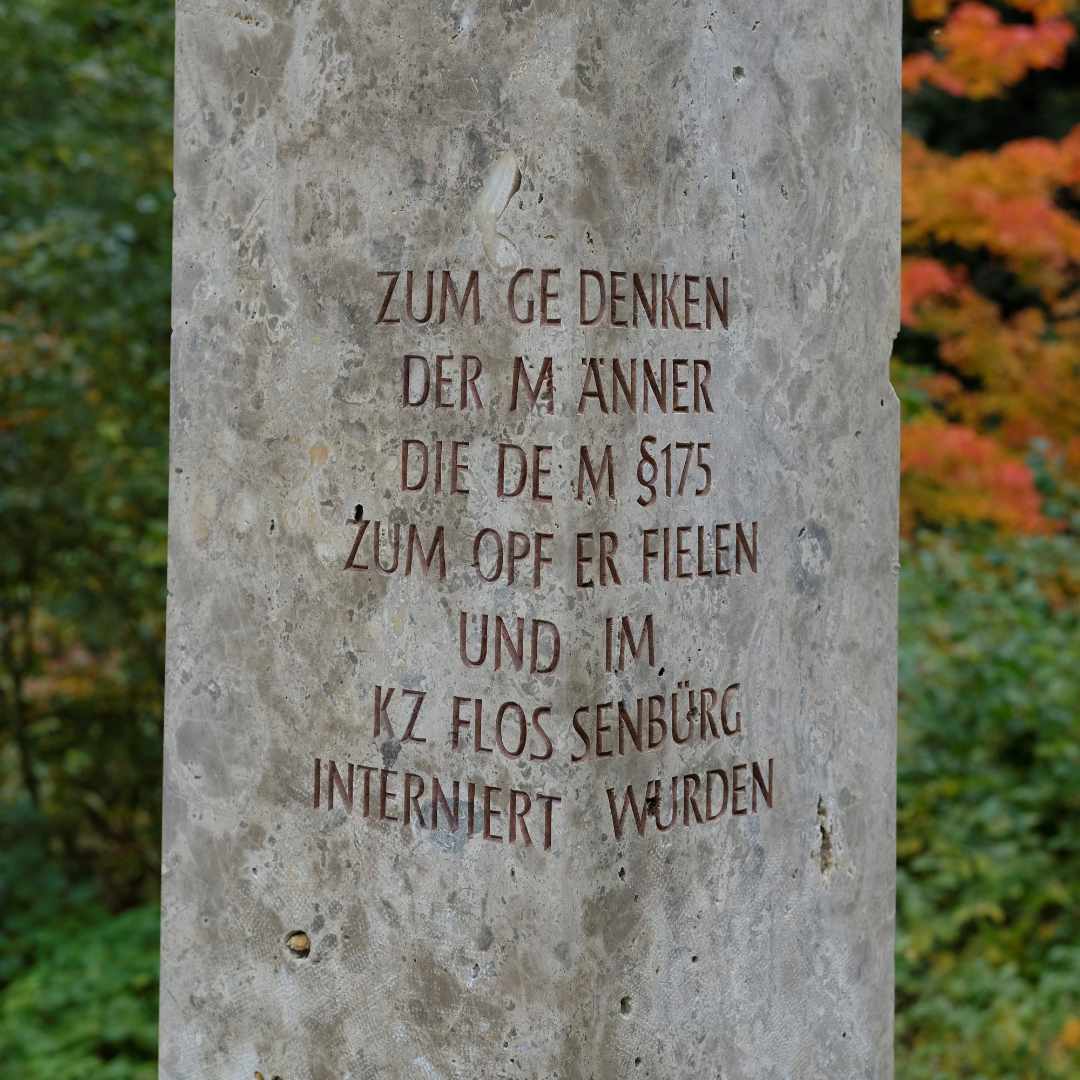 ZUM GEDENKEN
DER MÄNNER
DIE DEM §175
ZUM OPFER FIELEN
UND IM
KZ FLOSSENBÜRG
INTERNIERT WURDEN